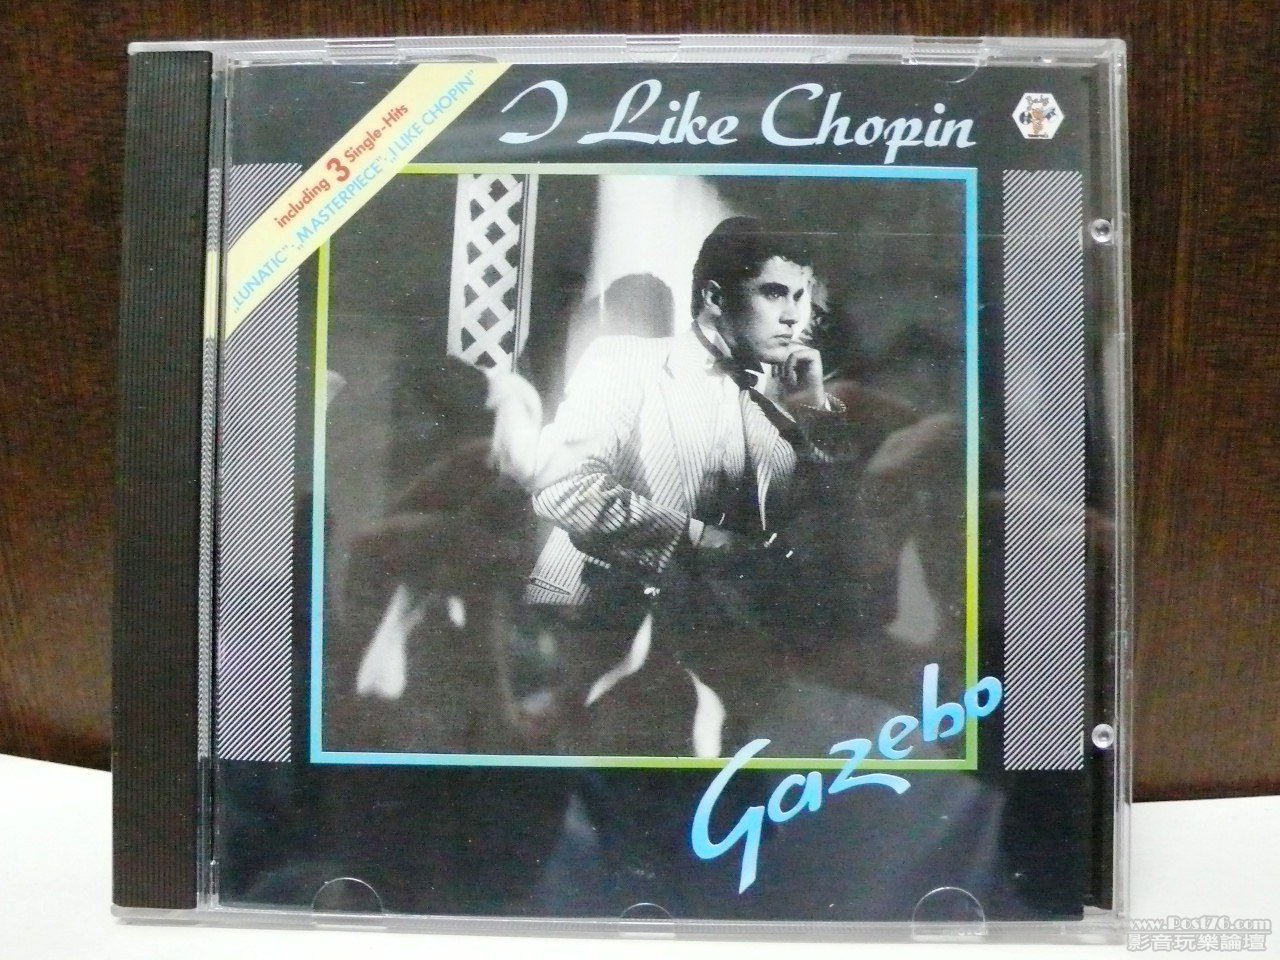 including 3 Single-Hits
„LUNATIC”·„MASTERPIECE”·„I LIKE CHOPIN”
I Like Chopin
Baby
Gazebo
www.Post76.com
影音玩樂論壇